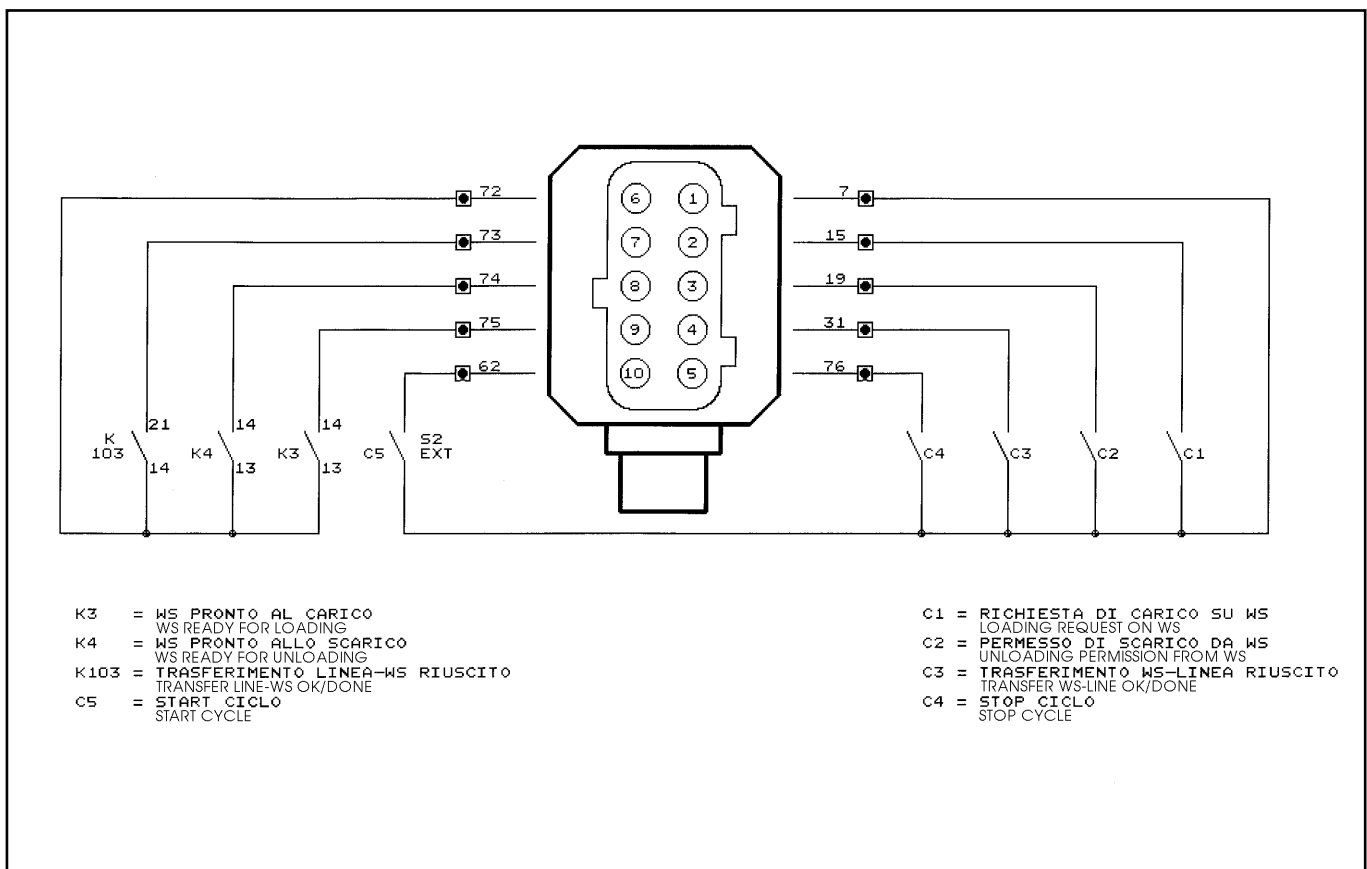 72
6
1
7
73
7
2
15
74
8
3
19
75
9
4
31
62
10
5
76
K
103
21
14
K4
14
13
K3
14
13
C5
S2
EXT
C4
C3
C2
C1
K3 = WS PRONTO AL CARICO
WS READY FOR LOADING
K4 = WS PRONTO ALLO SCARICO
WS READY FOR UNLOADING
K103 = TRASFERIMENTO LINEA-WS RIUSCITO
TRANSFER LINE-WS OK/DONE
C5 = START CICLO
START CYCLE
C1 = RICHIESTA DI CARICO SU WS
LOADING REQUEST ON WS
C2 = PERMESSO DI SCARICO DA WS
UNLOADING PERMISSION FROM WS
C3 = TRASFERIMENTO WS-LINEA RIUSCITO
TRANSFER WS-LINE OK/DONE
C4 = STOP CICLO
STOP CYCLE